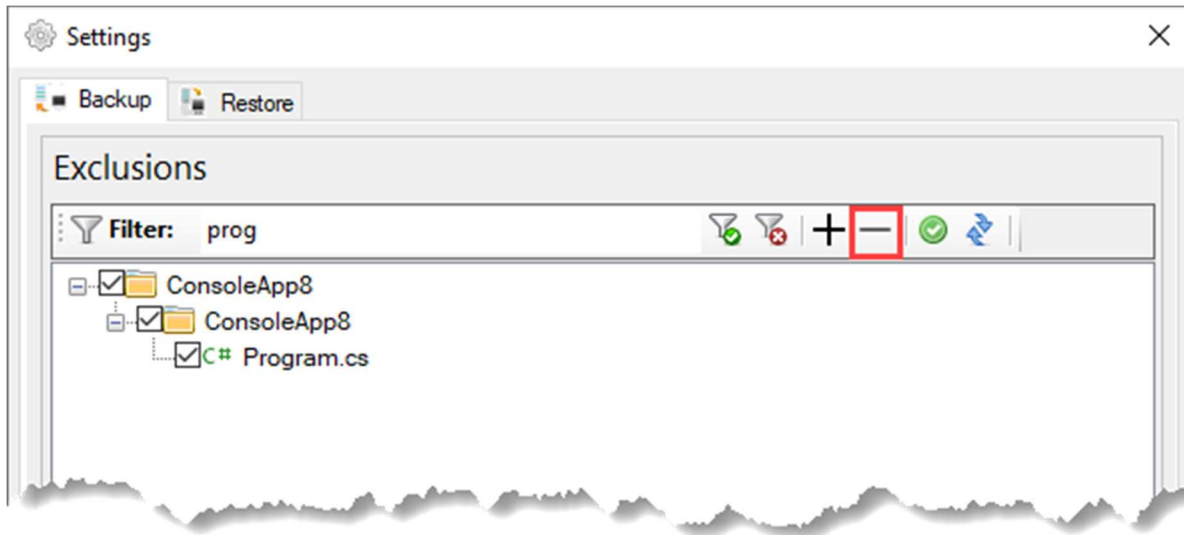 Settings
Backup Restore
Exclusions
Filter: prog
ConsoleApp8
ConsoleApp8
C# Program.cs